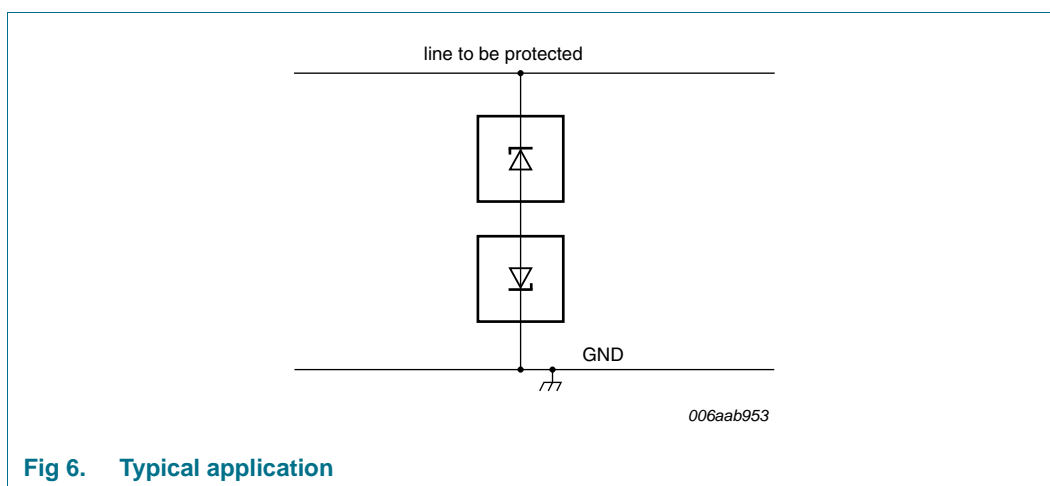 line to be protected
GND
006aab953
Fig 6. Typical application